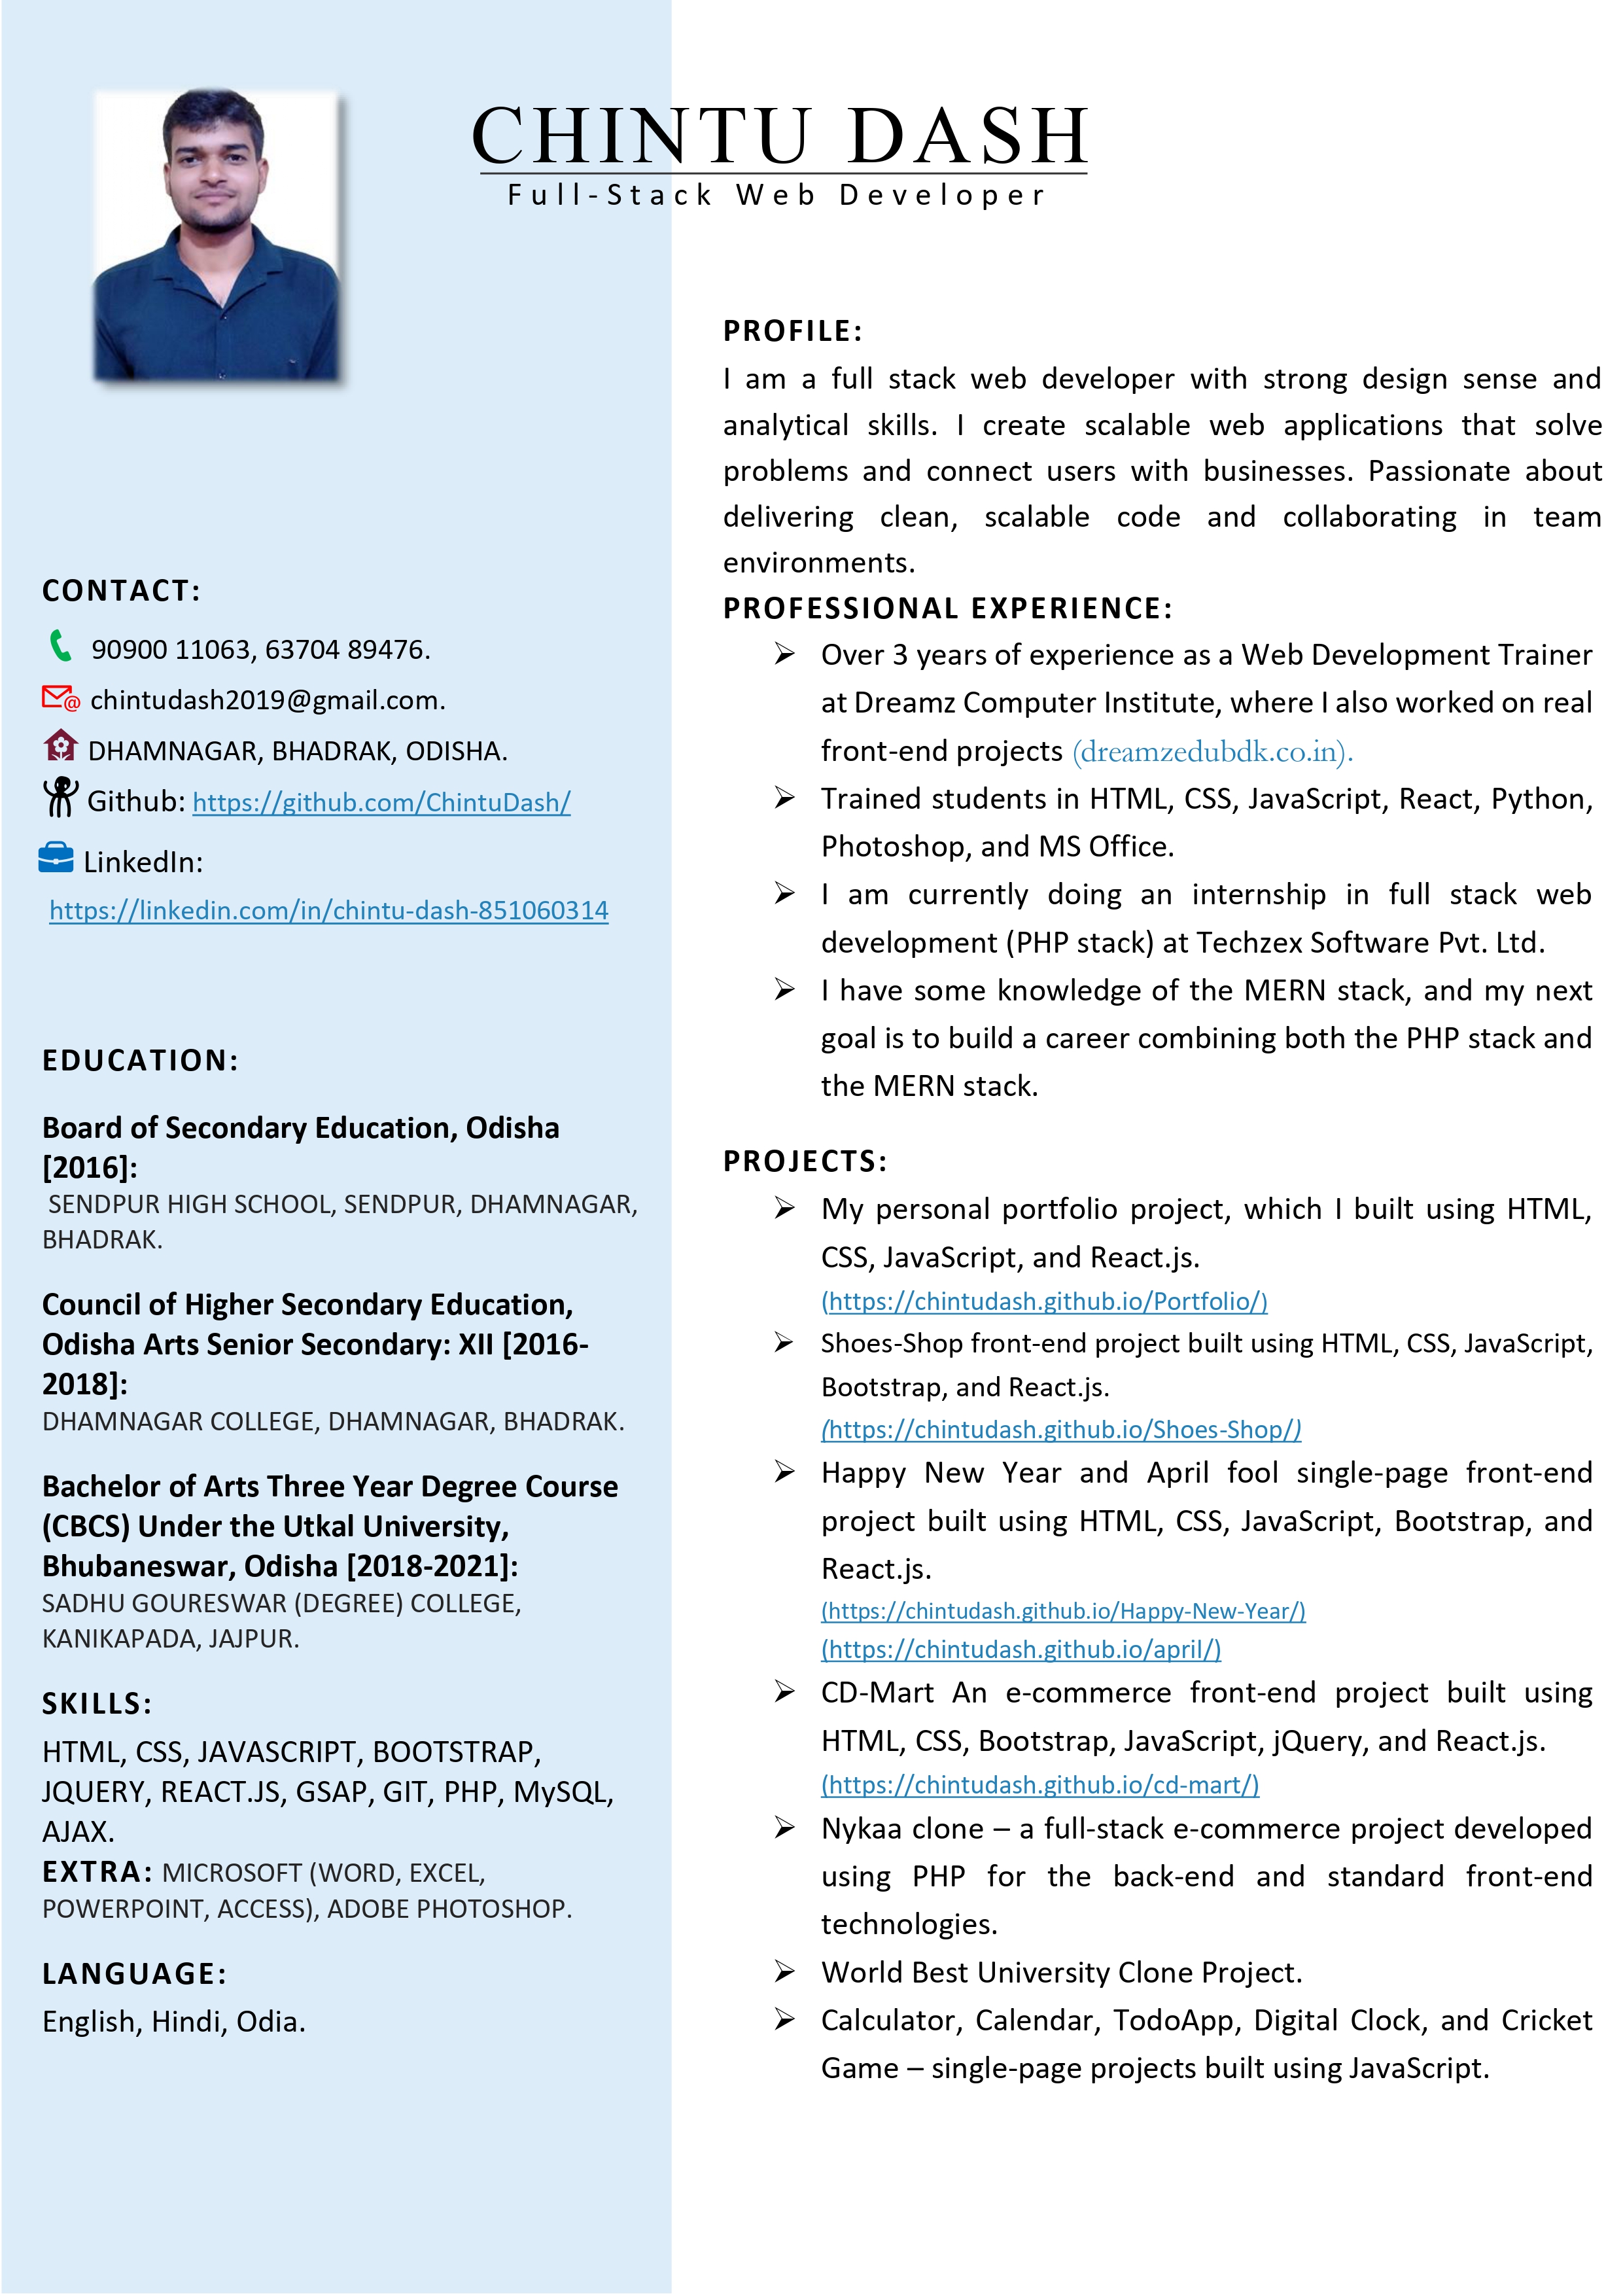 CHINTU DASH
Full-Stack Web Developer
CONTACT:
90900 11063, 63704 89476.
chintudash2019@gmail.com.
DHAMNAGAR, BHADRAK, ODISHA.
Github: https://github.com/ChintuDash/
LinkedIn:
https://linkedin.com/in/chintu-dash-851060314
EDUCATION:
Board of Secondary Education, Odisha
[2016]:
SENDPUR HIGH SCHOOL, SENDPUR, DHAMNAGAR,
BHADRAK.
Council of Higher Secondary Education,
Odisha Arts Senior Secondary: XII [2016-
2018]:
DHAMNAGAR COLLEGE, DHAMNAGAR, BHADRAK.
Bachelor of Arts Three Year Degree Course
(CBCS) Under the Utkal University,
Bhubaneswar, Odisha [2018-2021]:
SADHU GOURESWAR (DEGREE) COLLEGE,
KANIKAPADA, JAJPUR.
SKILLS:
HTML, CSS, JAVASCRIPT, BOOTSTRAP,
JQUERY, REACT.JS, GSAP, GIT, PHP, MySQL,
AJAX.
EXTRA: MICROSOFT (WORD, EXCEL,
POWERPOINT, ACCESS), ADOBE PHOTOSHOP.
LANGUAGE:
English, Hindi, Odia.
PROFILE:
I am a full stack web developer with strong design sense and
analytical skills. I create scalable web applications that solve
problems and connect users with businesses. Passionate about
delivering clean, scalable code and collaborating in team
environments.
PROFESSIONAL EXPERIENCE:
➢ Over 3 years of experience as a Web Development Trainer
at Dreamz Computer Institute, where I also worked on real
front-end projects (dreamzedubdk.co.in).
➢ Trained students in HTML, CSS, JavaScript, React, Python,
Photoshop, and MS Office.
➢ I am currently doing an internship in full stack web
development (PHP stack) at Techzex Software Pvt. Ltd.
➢ I have some knowledge of the MERN stack, and my next
goal is to build a career combining both the PHP stack and
the MERN stack.
PROJECTS:
➢ My personal portfolio project, which I built using HTML,
CSS, JavaScript, and React.js.
(https://chintudash.github.io/Portfolio/)
➢ Shoes-Shop front-end project built using HTML, CSS, JavaScript,
Bootstrap, and React.js.
(https://chintudash.github.io/Shoes-Shop/)
➢ Happy New Year and April fool single-page front-end
project built using HTML, CSS, JavaScript, Bootstrap, and
React.js.
(https://chintudash.github.io/Happy-New-Year/)
(https://chintudash.github.io/april/)
➢ CD-Mart An e-commerce front-end project built using
HTML, CSS, Bootstrap, JavaScript, jQuery, and React.js.
(https://chintudash.github.io/cd-mart/)
➢ Nykaa clone – a full-stack e-commerce project developed
using PHP for the back-end and standard front-end
technologies.
➢ World Best University Clone Project.
➢ Calculator, Calendar, TodoApp, Digital Clock, and Cricket
Game – single-page projects built using JavaScript.